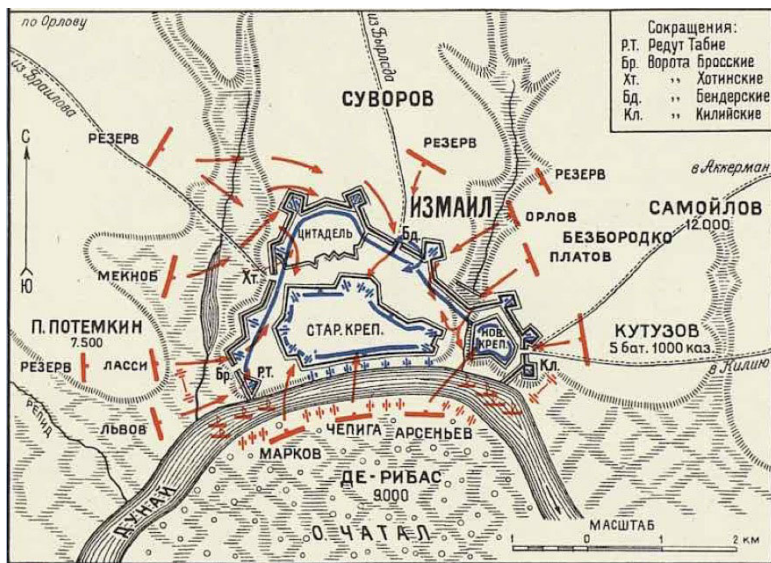 по Орлову
из Браилова
из Бырлада
Сокращения:
Р.Т. Редут Табие
Бр. Ворота Бросские
Хт. „ Хотинские
Бд. „ Бендерские
Кл. „ Килийские
СУВОРОВ
РЕЗЕРВ
РЕЗЕРВ
РЕЗЕРВ
в Аккерман
С
Ю
ИЗМАИЛ
ОРЛОВ
САМОЙЛОВ
12.000
БЕЗБОРОДКО
ПЛАТОВ
ЦИТАДЕЛЬ
Бд.
МЕКНОБ
Хт.
П. ПОТЕМКИН
7.500
СТАР. КРЕП.
НОВ.
КРЕП.
КУТУЗОВ
5 бат. 1000 каз.
РЕЗЕРВ
ЛАССИ
Бр.
Р.Т.
Кл.
в Килию
РЕПИД
ЛЬВОВ
МАРКОВ
ЧЕПИГА
АРСЕНЬЕВ
ДЕ-РИБАС
9.000
ДУНАЙ
О. ЧАТАЛ
МАСШТАБ
1 0 1 2 км